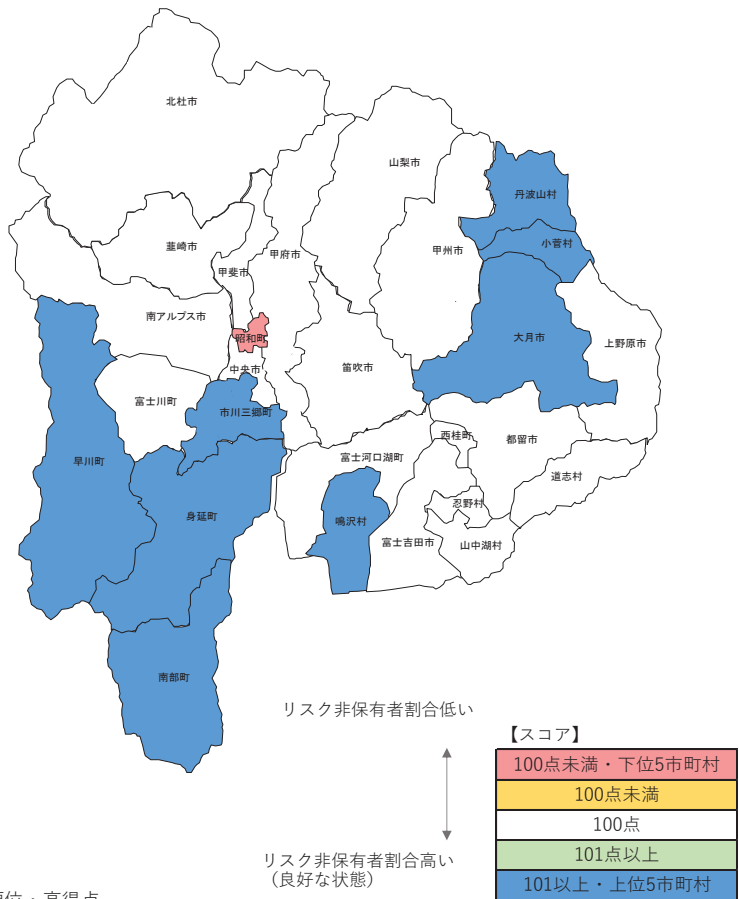 北杜市
山梨市
丹波山村
小菅村
韮崎市
甲斐市
甲府市
甲州市
南アルプス市
昭和町
大月市
上野原市
中央市
笛吹市
富士川町
市川三郷町
西桂町
都留市
早川町
富士河口湖町
道志村
身延町
鳴沢村
忍野村
富士吉田市
山中湖村
南部町
リスク非保有者割合低い
【スコア】
100点未満・下位5市町村
100点未満
100点
101点以上
101以上・上位5市町村
リスク非保有者割合高い
（良好な状態）